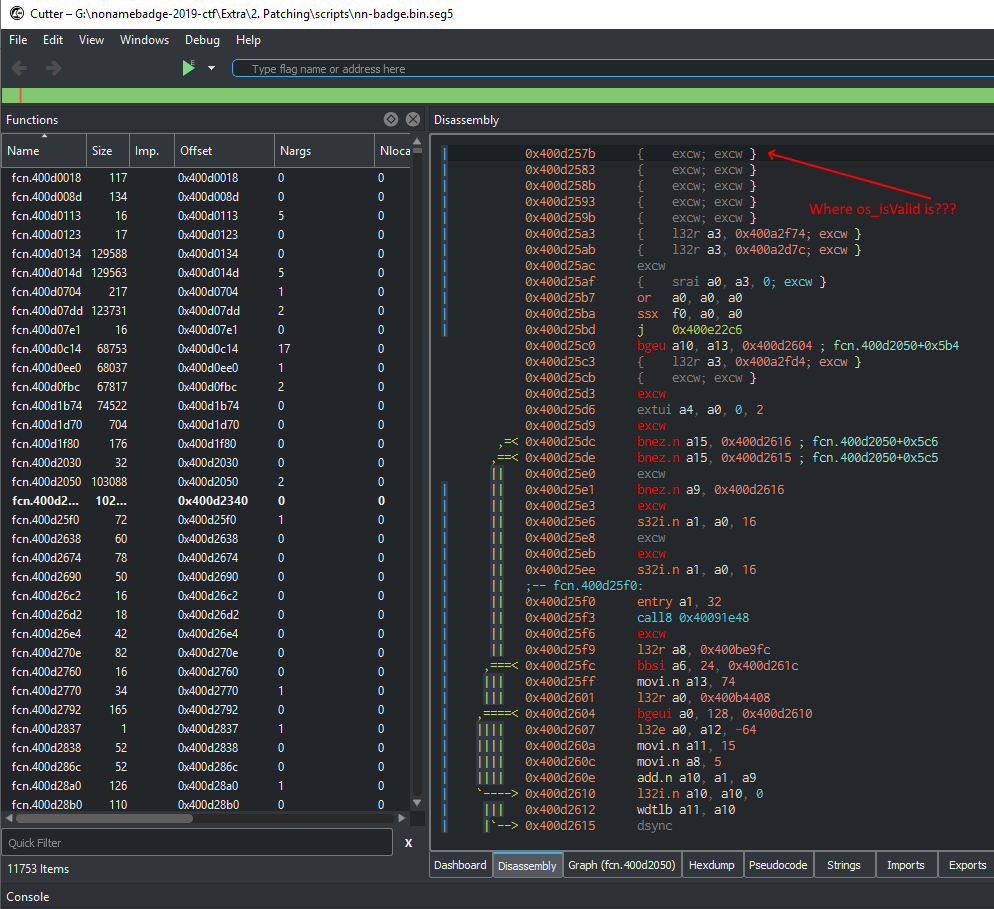 Cutter – G:\nonamebadge-2019-ctf\Extra\2. Patching\scripts\nn-badge.bin.seg5
File Edit View Windows Debug Help
Type flag name or address here
Functions
Name Size Imp. Offset Nargs Nloca
fcn.400d0018 117 0x400d0018 0 0
fcn.400d008d 134 0x400d008d 0 0
fcn.400d0113 16 0x400d0113 5 0
fcn.400d0123 17 0x400d0123 0 0
fcn.400d0134 129588 0x400d0134 0 0
fcn.400d014d 129563 0x400d014d 5 0
fcn.400d0704 217 0x400d0704 1 0
fcn.400d07dd 123731 0x400d07dd 2 0
fcn.400d07e1 16 0x400d07e1 0 0
fcn.400d0c14 68753 0x400d0c14 17 0
fcn.400d0ee0 68037 0x400d0ee0 1 0
fcn.400d0fbc 67817 0x400d0fbc 2 0
fcn.400d1b74 74522 0x400d1b74 0 0
fcn.400d1d70 704 0x400d1d70 0 0
fcn.400d1f80 176 0x400d1f80 0 0
fcn.400d2030 32 0x400d2030 0 0
fcn.400d2050 103088 0x400d2050 2 0
fcn.400d2... 102... 0x400d2340 0 0
fcn.400d25f0 72 0x400d25f0 1 0
fcn.400d2638 60 0x400d2638 0 0
fcn.400d2674 78 0x400d2674 0 0
fcn.400d2690 50 0x400d2690 0 0
fcn.400d26c2 16 0x400d26c2 0 0
fcn.400d26d2 18 0x400d26d2 0 0
fcn.400d26e4 42 0x400d26e4 0 0
fcn.400d270e 82 0x400d270e 0 0
fcn.400d2760 16 0x400d2760 0 0
fcn.400d2770 34 0x400d2770 1 0
fcn.400d2792 165 0x400d2792 0 0
fcn.400d2837 1 0x400d2837 1 0
fcn.400d2838 52 0x400d2838 0 0
fcn.400d286c 52 0x400d286c 0 0
fcn.400d28a0 126 0x400d28a0 1 0
fcn.400d28b0 110 0x400d28b0 0 0
Quick Filter X
11753 Items
Console
Disassembly
0x400d257b { excw; excw }
0x400d2583 { excw; excw }
0x400d258b { excw; excw }
0x400d2593 { excw; excw }
0x400d259b { excw; excw }
Where os_isValid is???
0x400d25a3 { l32r a3, 0x400a2f74; excw }
0x400d25ab { l32r a3, 0x400a2d7c; excw }
0x400d25ac excw
0x400d25af { srai a0, a3, 0; excw }
0x400d25b7 or a0, a0, a0
0x400d25ba ssx f0, a0, a0
0x400d25bd j 0x400e22c6
0x400d25c0 bgeu a10, a13, 0x400d2604 ; fcn.400d2050+0x5b4
0x400d25c3 { l32r a3, 0x400a2fd4; excw }
0x400d25cb { excw; excw }
0x400d25d3 excw
0x400d25d6 extui a4, a0, 0, 2
0x400d25d9 excw
,=< 0x400d25dc bnez.n a15, 0x400d2616 ; fcn.400d2050+0x5c6
,==< 0x400d25de bnez.n a15, 0x400d2615 ; fcn.400d2050+0x5c5
|| 0x400d25e0 excw
|| 0x400d25e1 bnez.n a9, 0x400d2616
|| 0x400d25e3 excw
|| 0x400d25e6 s32i.n a1, a0, 16
|| 0x400d25e8 excw
|| 0x400d25eb excw
|| 0x400d25ee s32i.n a1, a0, 16
|| ;-- fcn.400d25f0:
|| 0x400d25f0 entry a1, 32
|| 0x400d25f3 call8 0x40091e48
|| 0x400d25f6 excw
|| 0x400d25f9 l32r a8, 0x400be9fc
,===< 0x400d25fc bbsi a6, 24, 0x400d261c
||| 0x400d25ff movi.n a13, 74
||| 0x400d2601 l32r a0, 0x400b4408
,====< 0x400d2604 bgeui a0, 128, 0x400d2610
|||| 0x400d2607 l32e a0, a12, -64
|||| 0x400d260a movi.n a11, 15
|||| 0x400d260c movi.n a8, 5
|||| 0x400d260e add.n a10, a1, a9
`----> 0x400d2610 l32i.n a10, a10, 0
||| 0x400d2612 wdtlb a11, a10
|`--> 0x400d2615 dsync
Dashboard Disassembly Graph (fcn.400d2050) Hexdump Pseudocode Strings Imports Exports